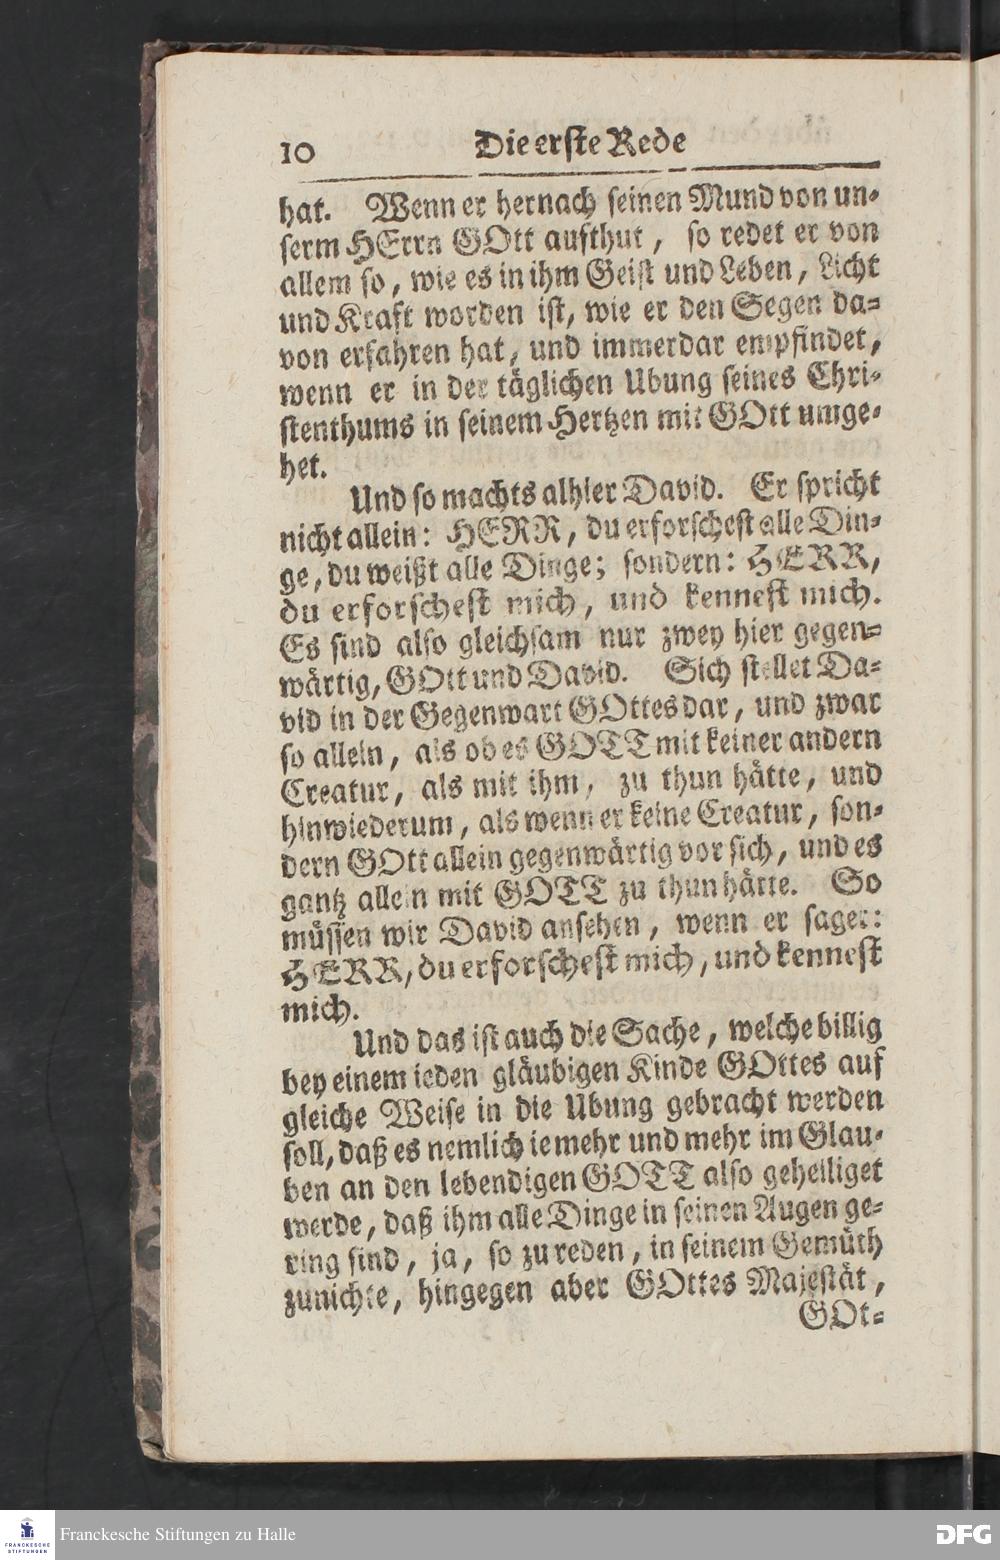 10 Die erste Rede
hat. Wenn er hernach seinen Mund von un-
serm HErrn GOtt aufthut, so redet er von
allem so, wie es in ihm Geist und Leben, Licht
und Kraft worden ist, wie er den Segen da-
von erfahren hat, und immerdar empfindet,
wenn er in der täglichen Ubung seines Chri-
stenthums in seinem Hertzen mit GOtt umge-
het.
Und so machts alhier David. Er spricht
nicht allein: HERR, du erforschest alle Din-
ge, du weißt alle Dinge; sondern: HERR,
du erforschest mich, und kennest mich.
Es sind also gleichsam nur zwey hier gegen-
wärtig, GOtt und David. Sich stellet Da-
vid in der Gegenwart GOttes dar, und zwar
so allein, als ob es GOTT mit keiner andern
Creatur, als mit ihm, zu thun hätte, und
hinwiederum, als wenn er keine Creatur, son-
dern GOtt allein gegenwärtig vor sich, und es
gantz allein mit GOTT zu thun hätte. So
müssen wir David ansehen, wenn er saget:
HERR, du erforschest mich, und kennest
mich.
Und das ist auch die Sache, welche billig
bey einem ieden gläubigen Kinde GOttes auf
gleiche Weise in die Ubung gebracht werden
soll, daß es nemlich ie mehr und mehr im Glau-
ben an den lebendigen GOTT also geheiliget
werde, daß ihm alle Dinge in seinen Augen ge-
ring sind, ja, so zu reden, in seinem Gemüth
zunichte, hingegen aber GOttes Majestät,
GOt-
FRANCKESCHE
STIFTUNGEN
Franckesche Stiftungen zu Halle
DFG